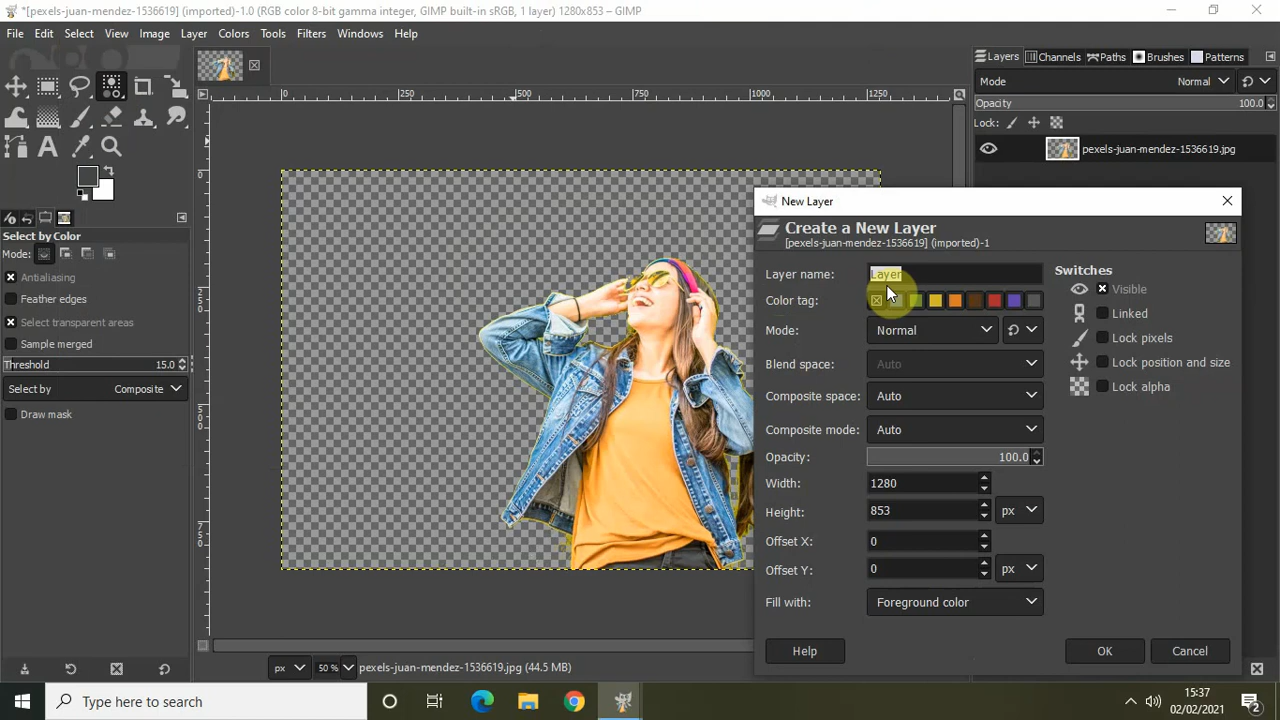 *[pexels-juan-mendez-1536619] (imported)-1.0 (RGB color 8-bit gamma integer, GIMP built-in sRGB, 1 layer) 1280x853 – GIMP
File Edit Select View Image Layer Colors Tools Filters Windows Help
Layers Channels Paths Brushes Patterns
Mode Normal
Opacity 100.0
Lock:
pexels-juan-mendez-1536619.jpg
0 250 500 750 1000 1250
0
250
500
750
Select by Color
Mode:
Antialiasing
Feather edges
Select transparent areas
Sample merged
Threshold 15.0
Select by Composite
Draw mask
New Layer
Create a New Layer
[pexels-juan-mendez-1536619] (imported)-1
Layer name: Layer
Color tag:
Mode: Normal
Blend space: Auto
Composite space: Auto
Composite mode: Auto
Opacity: 100.0
Width: 1280
Height: 853 px
Offset X: 0
Offset Y: 0 px
Fill with: Foreground color
Switches
Visible
Linked
Lock pixels
Lock position and size
Lock alpha
Help OK Cancel
px 50 % pexels-juan-mendez-1536619.jpg (44.5 MB)
Type here to search
15:37
02/02/2021
2